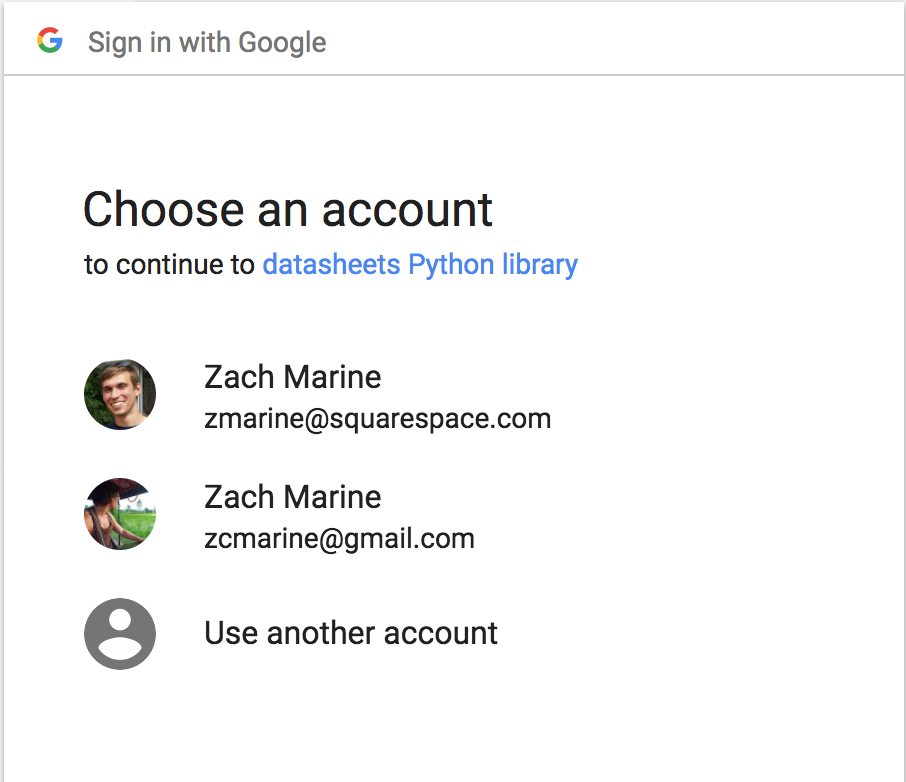 Sign in with Google
Choose an account
to continue to datasheets Python library
Zach Marine
zmarine@squarespace.com
Zach Marine
zcmarine@gmail.com
Use another account